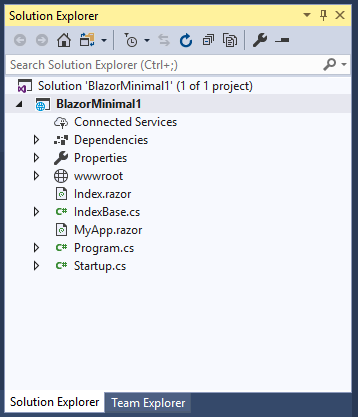 Solution Explorer
Search Solution Explorer (Ctrl+;)
Solution 'BlazorMinimal1' (1 of 1 project)
BlazorMinimal1
Connected Services
Dependencies
Properties
wwwroot
Index.razor
C# IndexBase.cs
MyApp.razor
C# Program.cs
C# Startup.cs
Solution Explorer Team Explorer